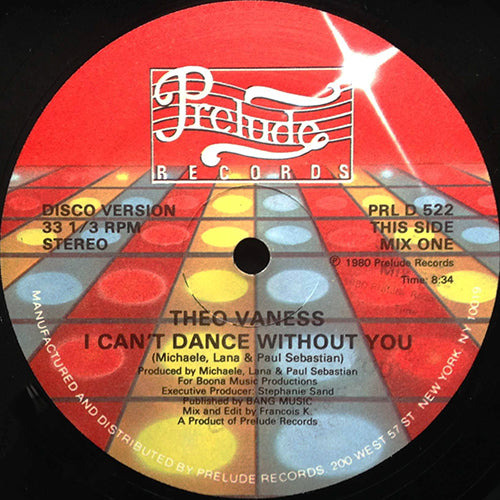 Prelude
RECORDS
DISCO VERSION
33 1/3 RPM
STEREO
PRL D 522
THIS SIDE
MIX ONE
℗ 1980 Prelude Records
Time: 8:34
THEO VANESS
I CAN'T DANCE WITHOUT YOU
(Michaele, Lana & Paul Sebastian)
Produced by Michaele, Lana & Paul Sebastian
For Boona Music Productions
Executive Producer: Stephanie Sand
Published by BANG MUSIC
Mix and Edit by Francois K.
A Product of Prelude Records
MANUFACTURED AND DISTRIBUTED BY PRELUDE RECORDS. 200 WEST 57 ST. NEW YORK, NY 10019